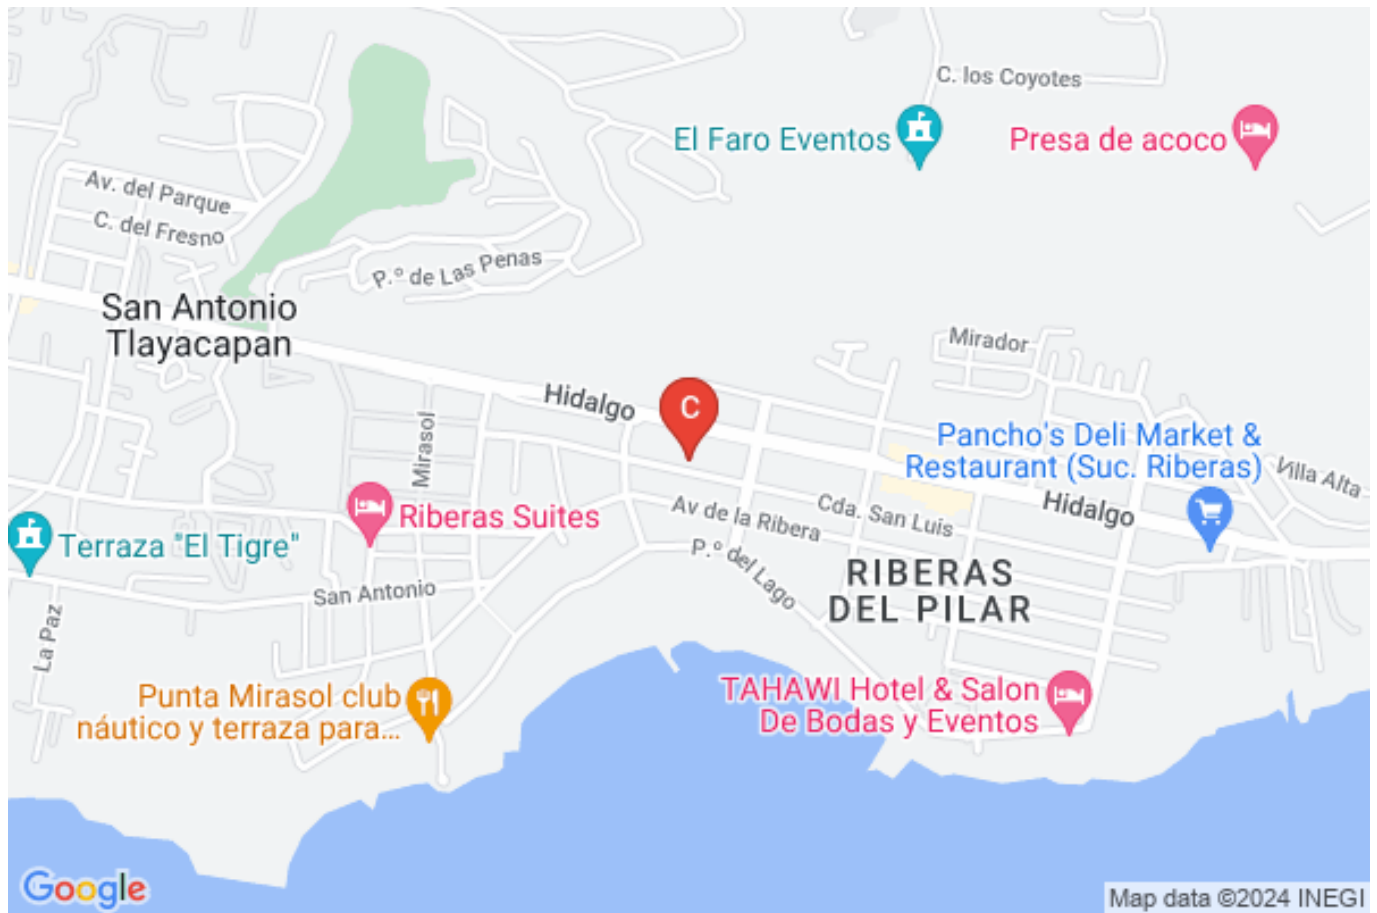 C. los Coyotes
El Faro Eventos
Presa de acoco
Av. del Parque
C. del Fresno
P.º de Las Penas
San Antonio
Tlayacapan
Mirador
Hidalgo
C
Mirasol
Pancho's Deli Market &
Restaurant (Suc. Riberas)
Villa Alta
Hidalgo
Riberas Suites
Av de la Ribera
Cda. San Luis
Terraza "El Tigre"
P.º del Lago
RIBERAS
DEL PILAR
San Antonio
La Paz
Punta Mirasol club
náutico y terraza para...
TAHAWI Hotel & Salon
De Bodas y Eventos
Google
Map data ©2024 INEGI